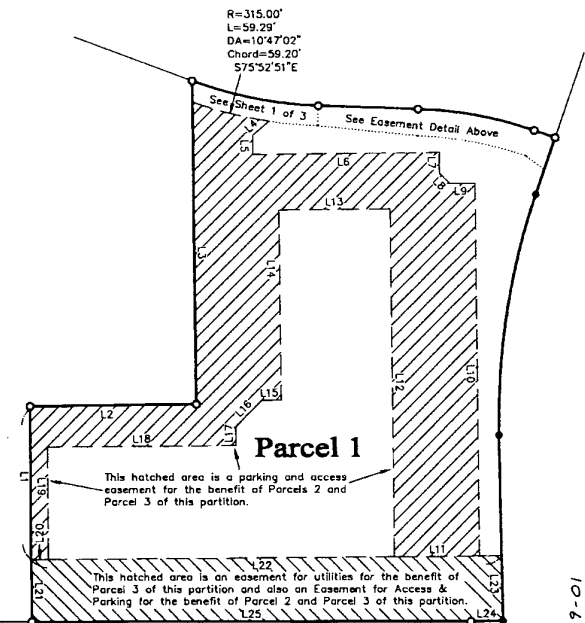 R=315.00'
L=59.29'
DA=10°47'02"
Chord=59.20'
S75°52'51"E
See Sheet 1 of 3
See Easement Detail Above
L4
L5
L6
L7
L8
L9
L13
L3
L14
L10
L12
L15
L16
L2
L17
L18
Parcel 1
This hatched area is a parking and access
easement for the benefit of Parcels 2 and
Parcel 3 of this partition.
L1
L19
L20
L11
L22
This hatched area is an easement for utilities for the benefit of
Parcel 3 of this partition and also an Easement for Access &
Parking for the benefit of Parcel 2 and Parcel 3 of this partition.
L21
L23
L25
L24
9-01